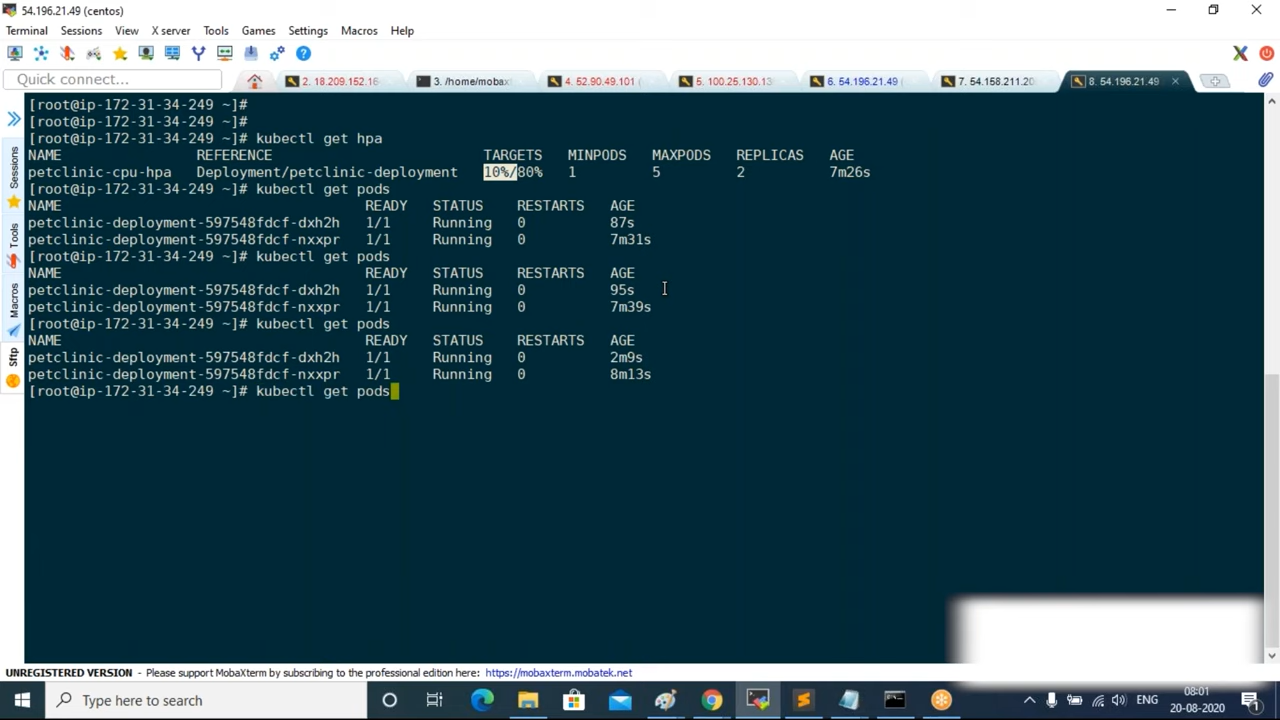 54.196.21.49 (centos)
Terminal Sessions View X server Tools Games Settings Macros Help
Quick connect...
2. 18.209.152.16
3. /home/moba
4. 52.90.49.101 (
5. 100.25.130.13
6. 54.196.21.49 (
7. 54.158.211.20
8. 54.196.21.49
Sessions
Tools
Macros
Sftp
[root@ip-172-31-34-249 ~]#
[root@ip-172-31-34-249 ~]#
[root@ip-172-31-34-249 ~]# kubectl get hpa
NAME REFERENCE TARGETS MINPODS MAXPODS REPLICAS AGE
petclinic-cpu-hpa Deployment/petclinic-deployment 10%/80% 1 5 2 7m26s
[root@ip-172-31-34-249 ~]# kubectl get pods
NAME READY STATUS RESTARTS AGE
petclinic-deployment-597548fdcf-dxh2h 1/1 Running 0 87s
petclinic-deployment-597548fdcf-nxxpr 1/1 Running 0 7m31s
[root@ip-172-31-34-249 ~]# kubectl get pods
NAME READY STATUS RESTARTS AGE
petclinic-deployment-597548fdcf-dxh2h 1/1 Running 0 95s
petclinic-deployment-597548fdcf-nxxpr 1/1 Running 0 7m39s
[root@ip-172-31-34-249 ~]# kubectl get pods
NAME READY STATUS RESTARTS AGE
petclinic-deployment-597548fdcf-dxh2h 1/1 Running 0 2m9s
petclinic-deployment-597548fdcf-nxxpr 1/1 Running 0 8m13s
[root@ip-172-31-34-249 ~]# kubectl get pods
UNREGISTERED VERSION - Please support MobaXterm by subscribing to the professional edition here: https://mobaxterm.mobatek.net
Type here to search
ENG
08:01
20-08-2020
1